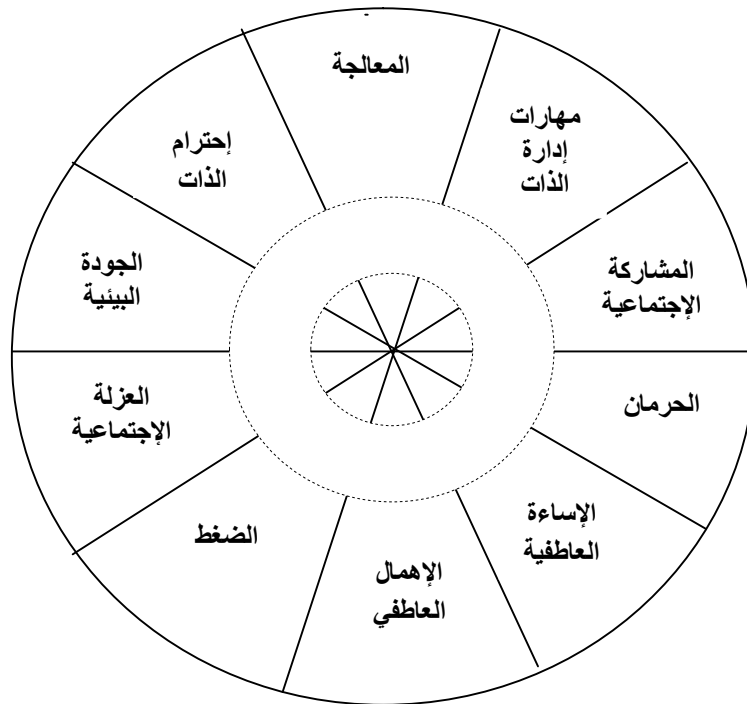 المعالجة
مهارات
إدارة
الذات
إحترام
الذات
المشاركة
الإجتماعية
الجودة
البيئية
الحرمان
العزلة
الإجتماعية
الإساءة
العاطفية
الضغط
الإهمال
العاطفي